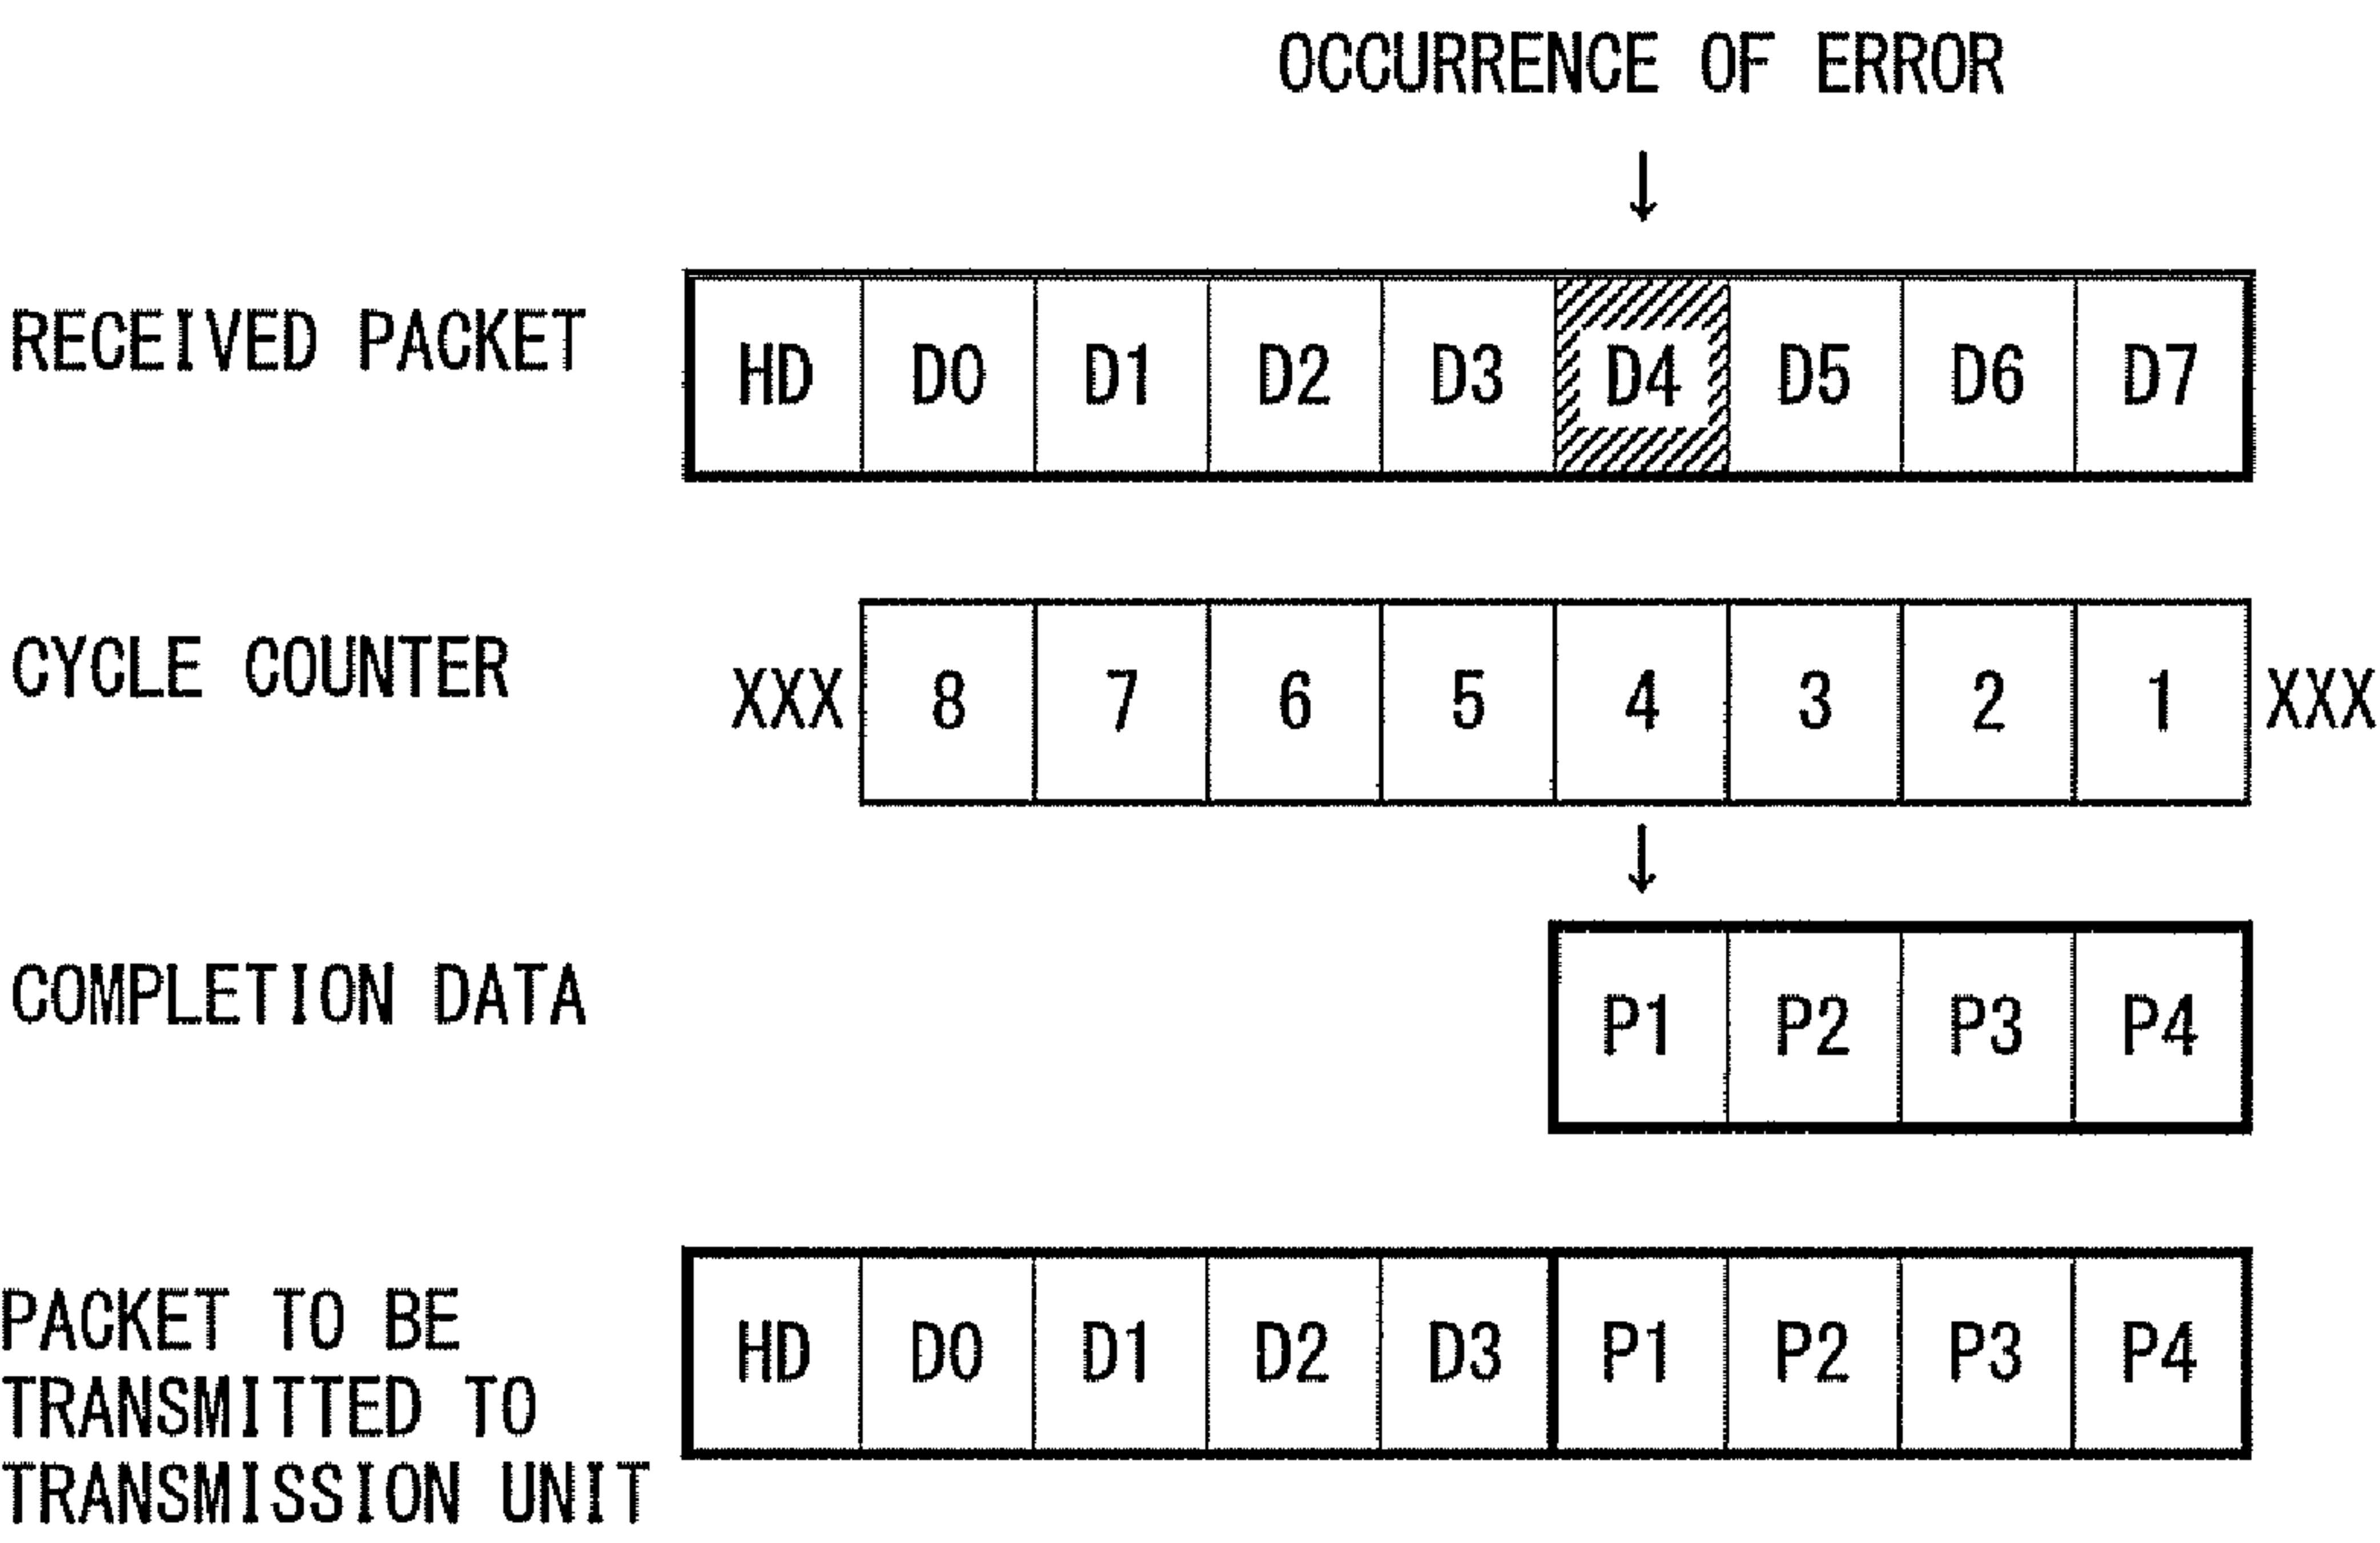 OCCURRENCE OF ERROR
RECEIVED PACKET
HD D0 D1 D2 D3 D4 D5 D6 D7
CYCLE COUNTER
XXX 8 7 6 5 4 3 2 1 XXX
COMPLETION DATA
P1 P2 P3 P4
PACKET TO BE
TRANSMITTED TO
TRANSMISSION UNIT
HD D0 D1 D2 D3 P1 P2 P3 P4